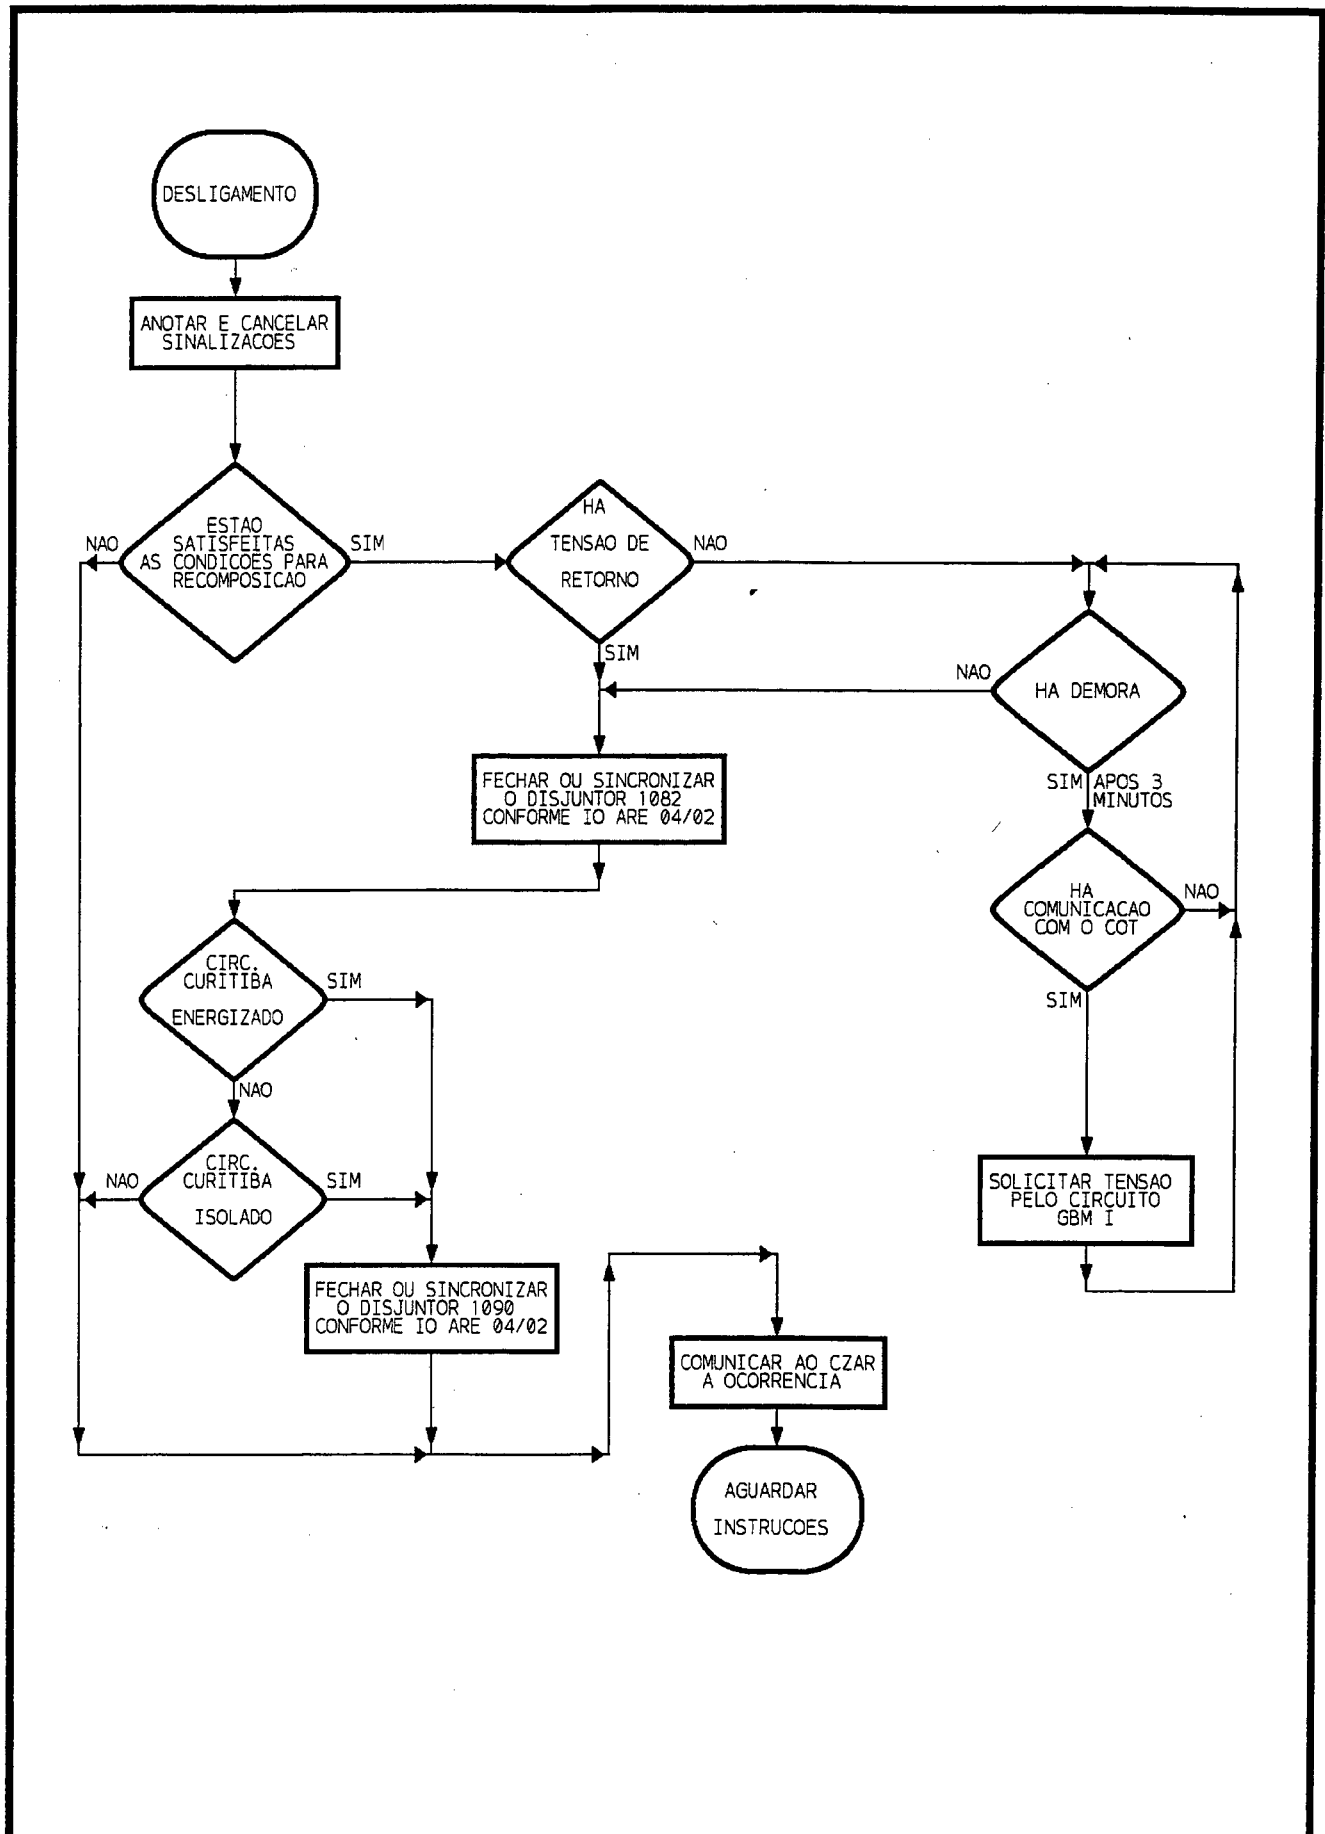 DESLIGAMENTO
ANOTAR E CANCELAR
SINALIZACOES
ESTAO
SATISFEITAS
AS CONDICOES PARA
RECOMPOSICAO
NAO
SIM
HA
TENSAO DE
RETORNO
NAO
SIM
HA DEMORA
NAO
SIM
APOS 3
MINUTOS
FECHAR OU SINCRONIZAR
O DISJUNTOR 1082
CONFORME IO ARE 04/02
HA
COMUNICACAO
COM O COT
NAO
SIM
CIRC.
CURITIBA
ENERGIZADO
SIM
NAO
CIRC.
CURITIBA
ISOLADO
NAO
SIM
SOLICITAR TENSAO
PELO CIRCUITO
GBM I
FECHAR OU SINCRONIZAR
O DISJUNTOR 1090
CONFORME IO ARE 04/02
COMUNICAR AO CZAR
A OCORRENCIA
AGUARDAR
INSTRUCOES